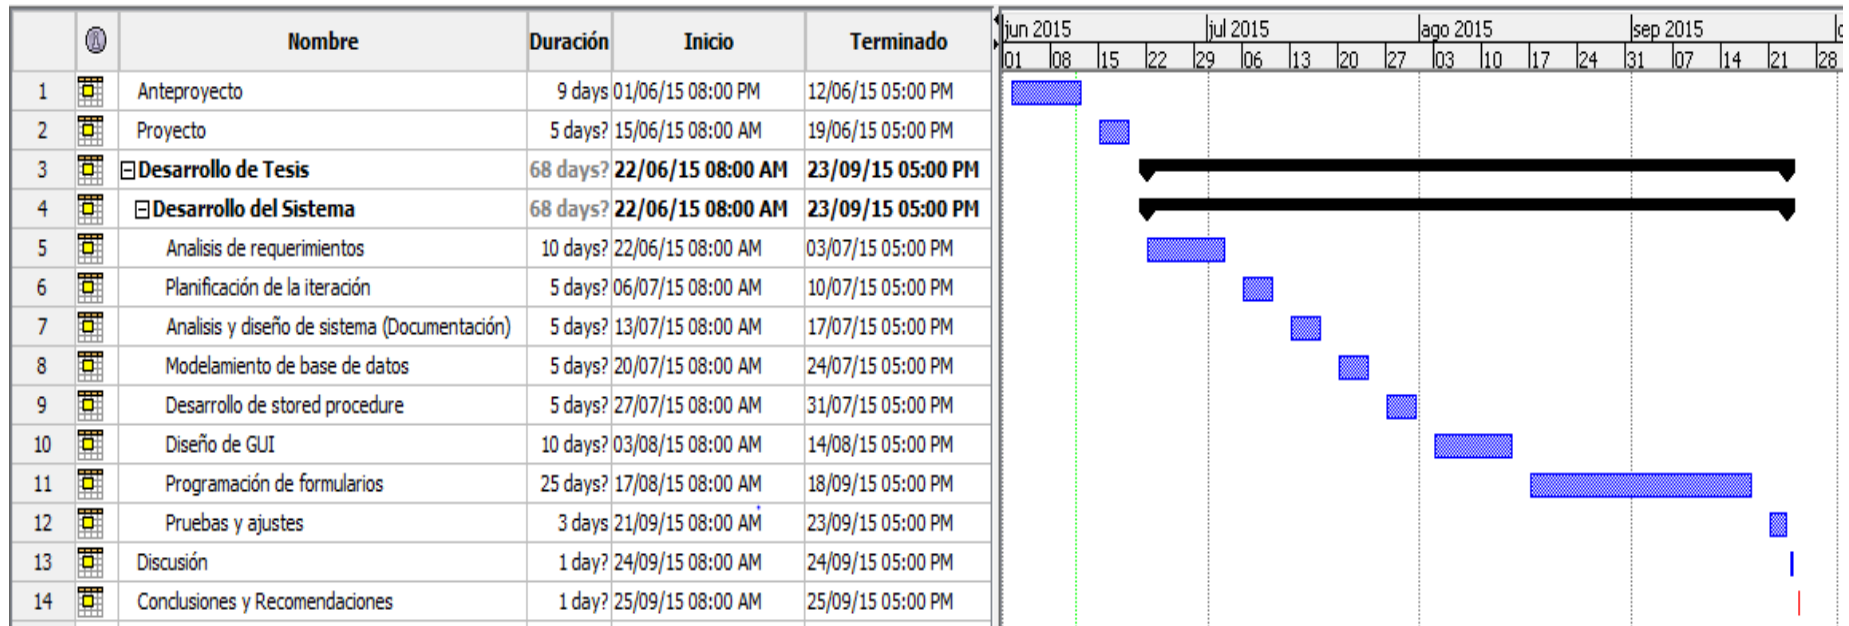 Nombre Duración Inicio Terminado
jun 2015 jul 2015 ago 2015 sep 2015
01 08 15 22 29 06 13 20 27 03 10 17 24 31 07 14 21 28
1 Anteproyecto 9 days 01/06/15 08:00 PM 12/06/15 05:00 PM
2 Proyecto 5 days? 15/06/15 08:00 AM 19/06/15 05:00 PM
3 Desarrollo de Tesis 68 days? 22/06/15 08:00 AM 23/09/15 05:00 PM
4 Desarrollo del Sistema 68 days? 22/06/15 08:00 AM 23/09/15 05:00 PM
5 Analisis de requerimientos 10 days? 22/06/15 08:00 AM 03/07/15 05:00 PM
6 Planificación de la iteración 5 days? 06/07/15 08:00 AM 10/07/15 05:00 PM
7 Analisis y diseño de sistema (Documentación) 5 days? 13/07/15 08:00 AM 17/07/15 05:00 PM
8 Modelamiento de base de datos 5 days? 20/07/15 08:00 AM 24/07/15 05:00 PM
9 Desarrollo de stored procedure 5 days? 27/07/15 08:00 AM 31/07/15 05:00 PM
10 Diseño de GUI 10 days? 03/08/15 08:00 AM 14/08/15 05:00 PM
11 Programación de formularios 25 days? 17/08/15 08:00 AM 18/09/15 05:00 PM
12 Pruebas y ajustes 3 days 21/09/15 08:00 AM 23/09/15 05:00 PM
13 Discusión 1 day? 24/09/15 08:00 AM 24/09/15 05:00 PM
14 Conclusiones y Recomendaciones 1 day? 25/09/15 08:00 AM 25/09/15 05:00 PM